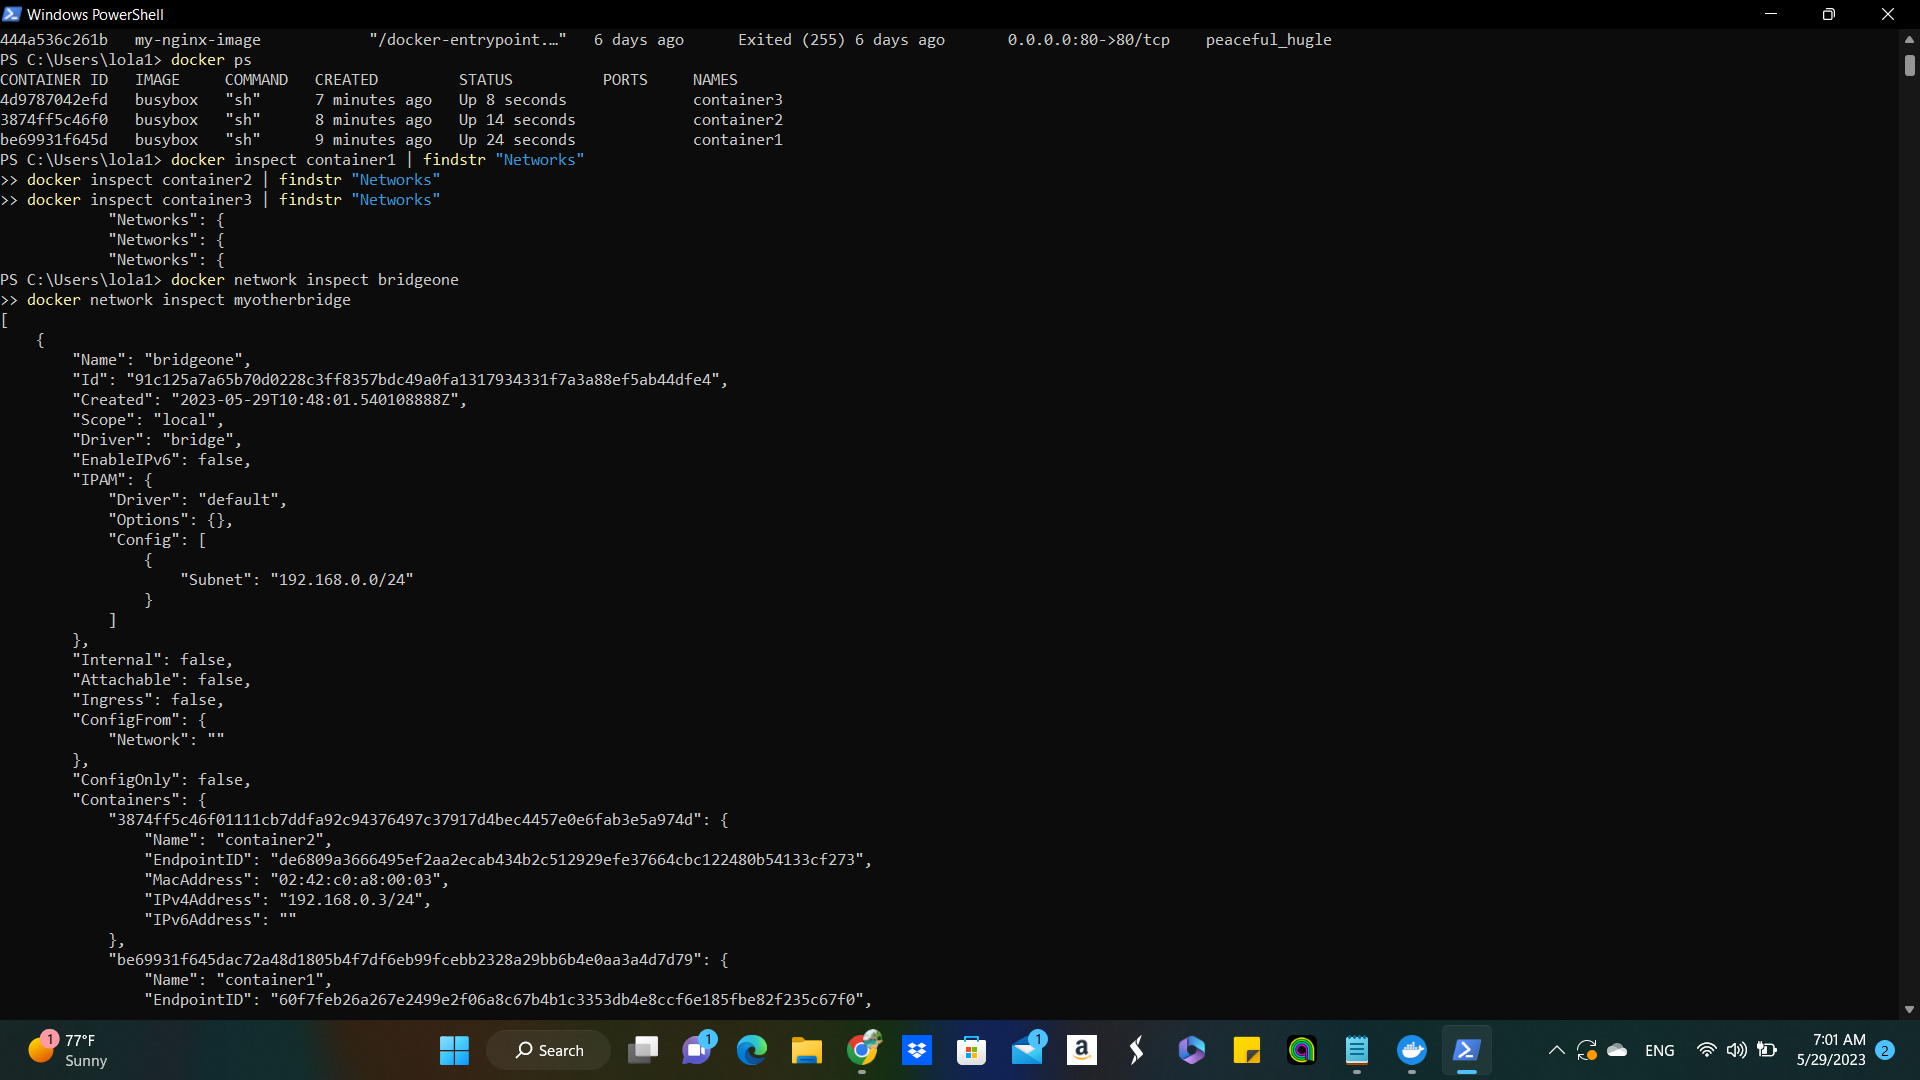 Windows PowerShell
444a536c261b   my-nginx-image            "/docker-entrypoint.…"   6 days ago      Exited (255) 6 days ago       0.0.0.0:80->80/tcp    peaceful_hugle
PS C:\Users\lola1> docker ps
CONTAINER ID   IMAGE     COMMAND   CREATED         STATUS          PORTS     NAMES
4d9787042efd   busybox   "sh"      7 minutes ago   Up 8 seconds              container3
3874ff5c46f0   busybox   "sh"      8 minutes ago   Up 14 seconds             container2
be69931f645d   busybox   "sh"      9 minutes ago   Up 24 seconds             container1
PS C:\Users\lola1> docker inspect container1 | findstr "Networks"
>> docker inspect container2 | findstr "Networks"
>> docker inspect container3 | findstr "Networks"
            "Networks": {
            "Networks": {
            "Networks": {
PS C:\Users\lola1> docker network inspect bridgeone
>> docker network inspect myotherbridge
[
    {
        "Name": "bridgeone",
        "Id": "91c125a7a65b70d0228c3ff8357bdc49a0fa1317934331f7a3a88ef5ab44dfe4",
        "Created": "2023-05-29T10:48:01.540108888Z",
        "Scope": "local",
        "Driver": "bridge",
        "EnableIPv6": false,
        "IPAM": {
            "Driver": "default",
            "Options": {},
            "Config": [
                {
                    "Subnet": "192.168.0.0/24"
                }
            ]
        },
        "Internal": false,
        "Attachable": false,
        "Ingress": false,
        "ConfigFrom": {
            "Network": ""
        },
        "ConfigOnly": false,
        "Containers": {
            "3874ff5c46f01111cb7ddfa92c94376497c37917d4bec4457e0e6fab3e5a974d": {
                "Name": "container2",
                "EndpointID": "de6809a3666495ef2aa2ecab434b2c512929efe37664cbc122480b54133cf273",
                "MacAddress": "02:42:c0:a8:00:03",
                "IPv4Address": "192.168.0.3/24",
                "IPv6Address": ""
            },
            "be69931f645dac72a48d1805b4f7df6eb99fcebb2328a29bb6b4e0aa3a4d7d79": {
                "Name": "container1",
                "EndpointID": "60f7feb26a267e2499e2f06a8c67b4b1c3353db4e8ccf6e185fbe82f235c67f0",
1 77°F
Sunny
Search
1
1
a
ENG
7:01 AM
5/29/2023
2